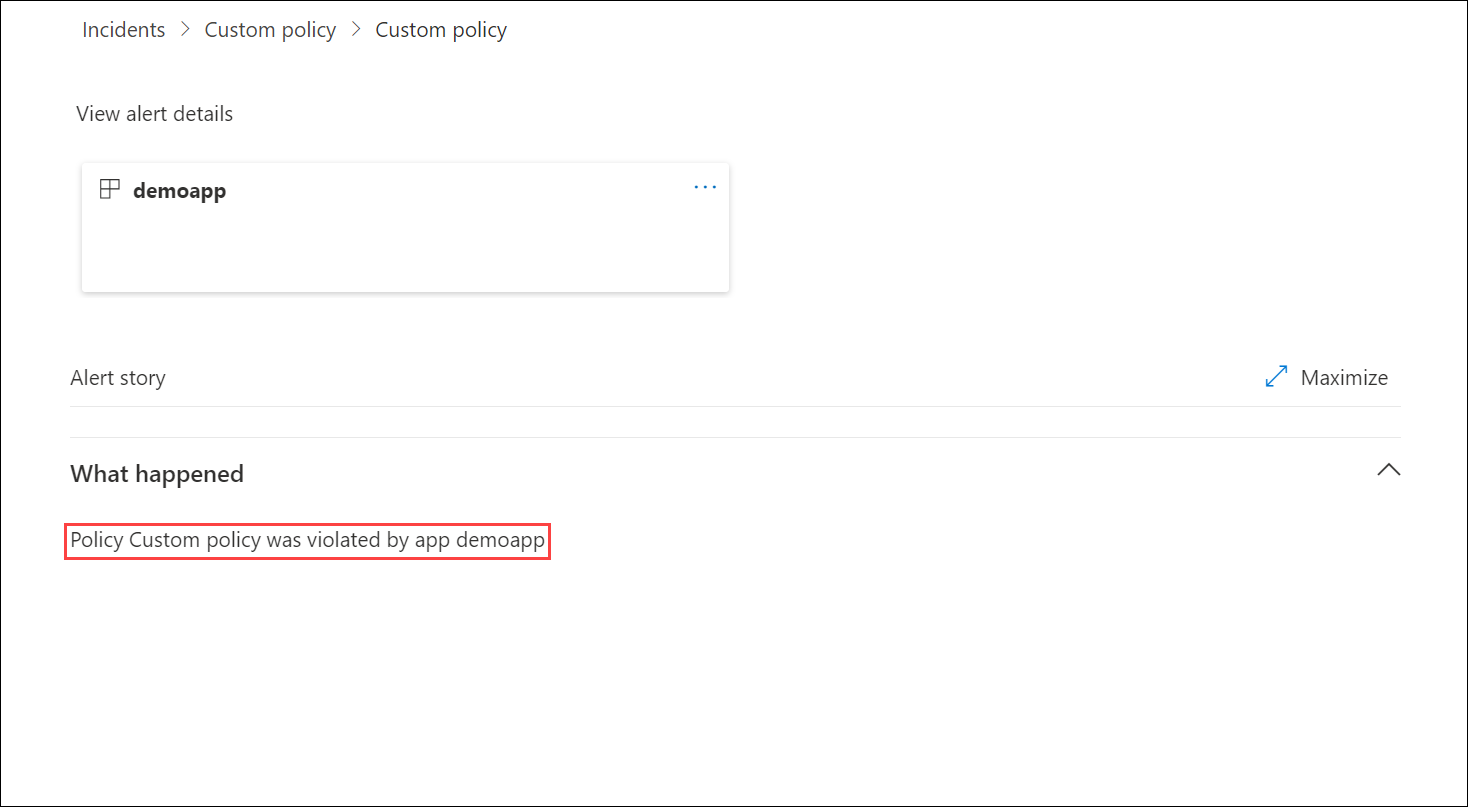 Incidents > Custom policy > Custom policy
View alert details
demoapp
Alert story
Maximize
What happened
Policy Custom policy was violated by app demoapp